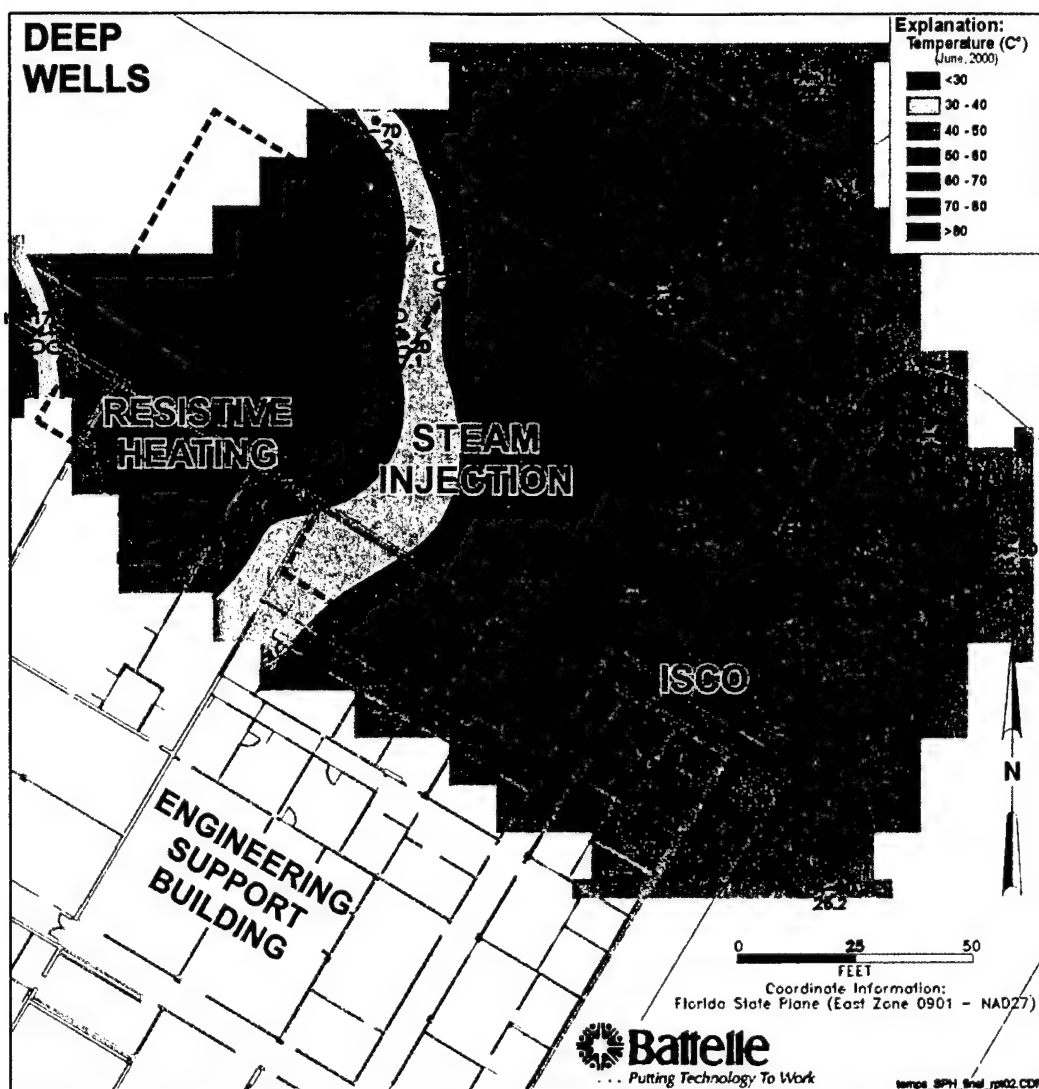 DEEP
WELLS
Explanation:
Temperature (C°)
(June, 2000)
<30
30 - 40
40 - 50
50 - 60
60 - 70
70 - 80
>80
RESISTIVE
HEATING
STEAM
INJECTION
ISCO
ENGINEERING
SUPPORT
BUILDING
N
26.2
0 25 50
FEET
Coordinate Information:
Florida State Plane (East Zone 0901 - NAD27)
Battelle
... Putting Technology To Work